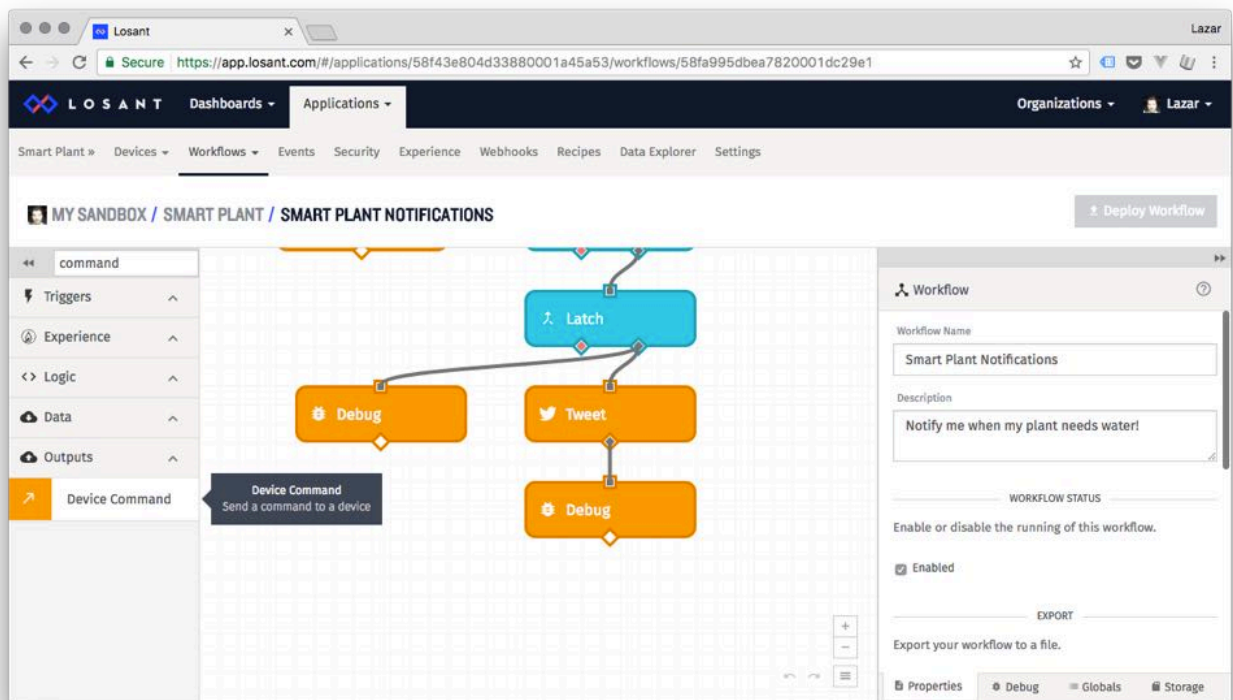 Losant
Lazar
Secure https://app.losant.com/#/applications/58f43e804d33880001a45a53/workflows/58fa995dbea7820001dc29e1
LOSANT Dashboards Applications Organizations Lazar
Smart Plant » Devices Workflows Events Security Experience Webhooks Recipes Data Explorer Settings
MY SANDBOX / SMART PLANT / SMART PLANT NOTIFICATIONS
Deploy Workflow
command
Triggers
Experience
Logic
Data
Outputs
Device Command
Device Command
Send a command to a device
Latch
Debug
Tweet
Debug
Workflow
Workflow Name
Smart Plant Notifications
Description
Notify me when my plant needs water!
WORKFLOW STATUS
Enable or disable the running of this workflow.
Enabled
EXPORT
Export your workflow to a file.
Properties Debug Globals Storage